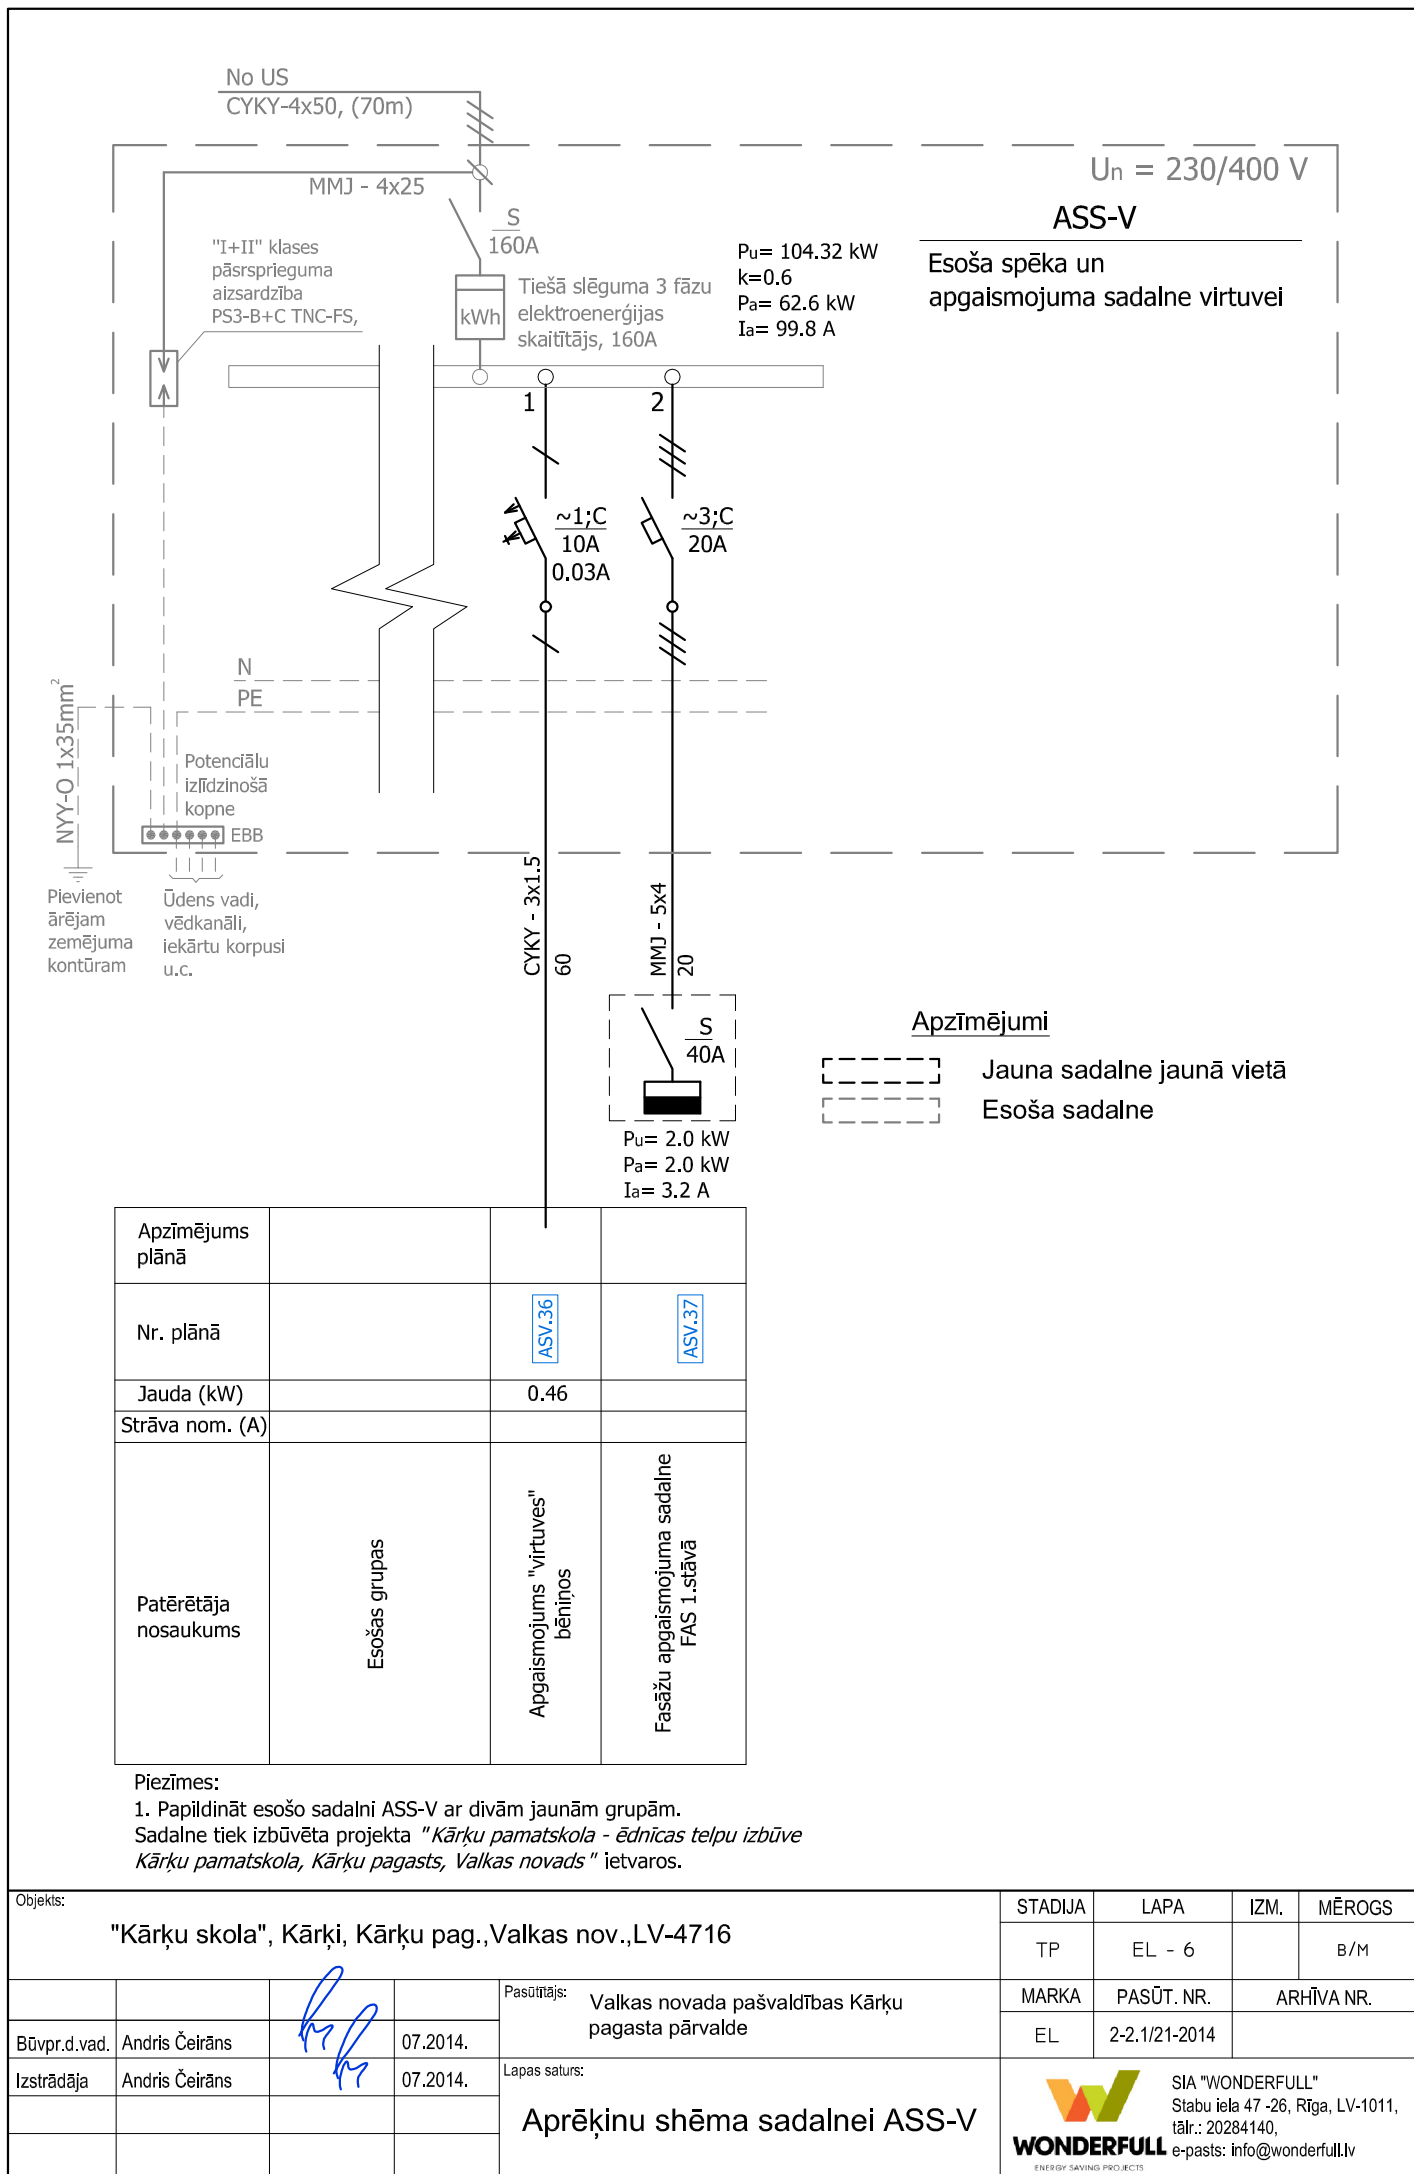 No US
CYKY-4x50, (70m)
MMJ - 4x25
Un = 230/400 V
ASS-V
Esoša spēka un
apgaismojuma sadalne virtuvei
S
160A
"I+II" klases
pāsrsprieguma
aizsardzība
PS3-B+C TNC-FS,
kWh
Tiešā slēguma 3 fāzu
elektroenerģijas
skaitītājs, 160A
Pu= 104.32 kW
k=0.6
Pa= 62.6 kW
Ia= 99.8 A
1
2
~1;C
10A
0.03A
~3;C
20A
N
PE
NYY-O 1x35mm²
Potenciālu
izlīdzinošā
kopne
EBB
Pievienot
ārējam
zemējuma
kontūram
Ūdens vadi,
vēdkanāli,
iekārtu korpusi
u.c.
CYKY - 3x1.5
60
MMJ - 5x4
20
S
40A
Pu= 2.0 kW
Pa= 2.0 kW
Ia= 3.2 A
Apzīmējumi
Jauna sadalne jaunā vietā
Esoša sadalne
Apzīmējums
plānā
Nr. plānā
ASV.36
ASV.37
Jauda (kW)
0.46
Strāva nom. (A)
Patērētāja
nosaukums
Esošas grupas
Apgaismojums "virtuves"
bēniņos
Fasāžu apgaismojuma sadalne
FAS 1.stāvā
Piezīmes:
1. Papildināt esošo sadalni ASS-V ar divām jaunām grupām.
Sadalne tiek izbūvēta projekta "Kārķu pamatskola - ēdnīcas telpu izbūve
Kārķu pamatskola, Kārķu pagasts, Valkas novads" ietvaros.
Objekts:
"Kārķu skola", Kārķi, Kārķu pag.,Valkas nov.,LV-4716
STADIJA
LAPA
IZM.
MĒROGS
TP
EL - 6
B/M
Pasūtītājs:
Valkas novada pašvaldības Kārķu
pagasta pārvalde
MARKA
PASŪT. NR.
ARHĪVA NR.
EL
2-2.1/21-2014
Būvpr.d.vad.
Andris Čeirāns
07.2014.
Izstrādāja
Andris Čeirāns
07.2014.
Lapas saturs:
Aprēķinu shēma sadalnei ASS-V
WONDERFULL
ENERGY SAVING PROJECTS
SIA "WONDERFULL"
Stabu iela 47 -26, Rīga, LV-1011,
tālr.: 20284140,
e-pasts: info@wonderfull.lv